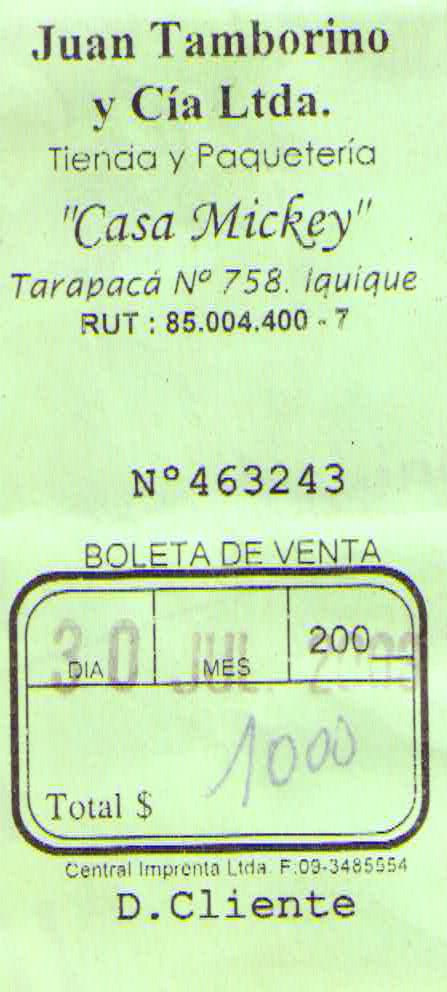 Juan Tamborino
y Cía Ltda.
Tienda y Paquetería
"Casa Mickey"
Tarapacá Nº 758. Iquique
RUT : 85.004.400 - 7
Nº463243
BOLETA DE VENTA
30 JUL.
DIA MES 200__
1000
Total $
Central Imprenta Ltda. F:09-3485554
D.Cliente